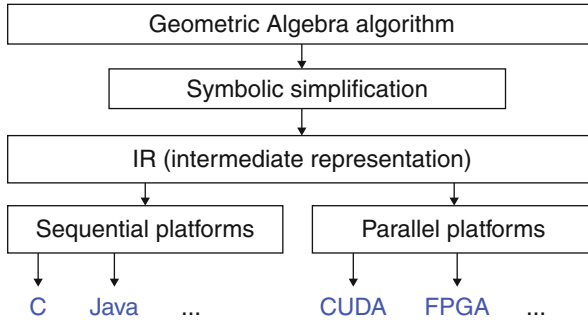 Geometric Algebra algorithm
Symbolic simplification
IR (intermediate representation)
Sequential platforms
Parallel platforms
C Java ... CUDA FPGA ...